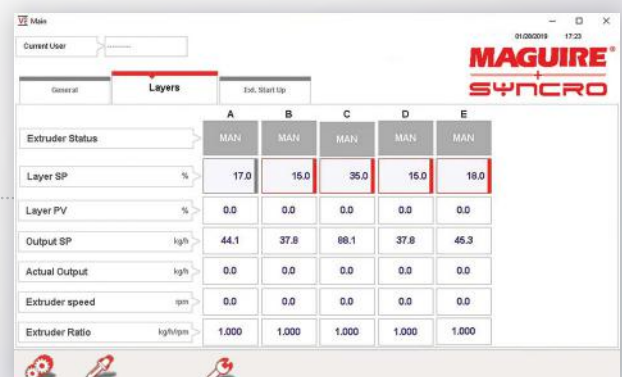 Main
01/20/2019 17:23
Current User ----------
MAGUIRE®
+
SYNCRO
General Layers Ext. Start Up
A B C D E
Extruder Status MAN MAN MAN MAN MAN
Layer SP % 17.0 15.0 35.0 15.0 18.0
Layer PV % 0.0 0.0 0.0 0.0 0.0
Output SP kg/h 44.1 37.8 88.1 37.8 45.3
Actual Output kg/h 0.0 0.0 0.0 0.0 0.0
Extruder speed rpm 0.0 0.0 0.0 0.0 0.0
Extruder Ratio kg/h/rpm 1.000 1.000 1.000 1.000 1.000